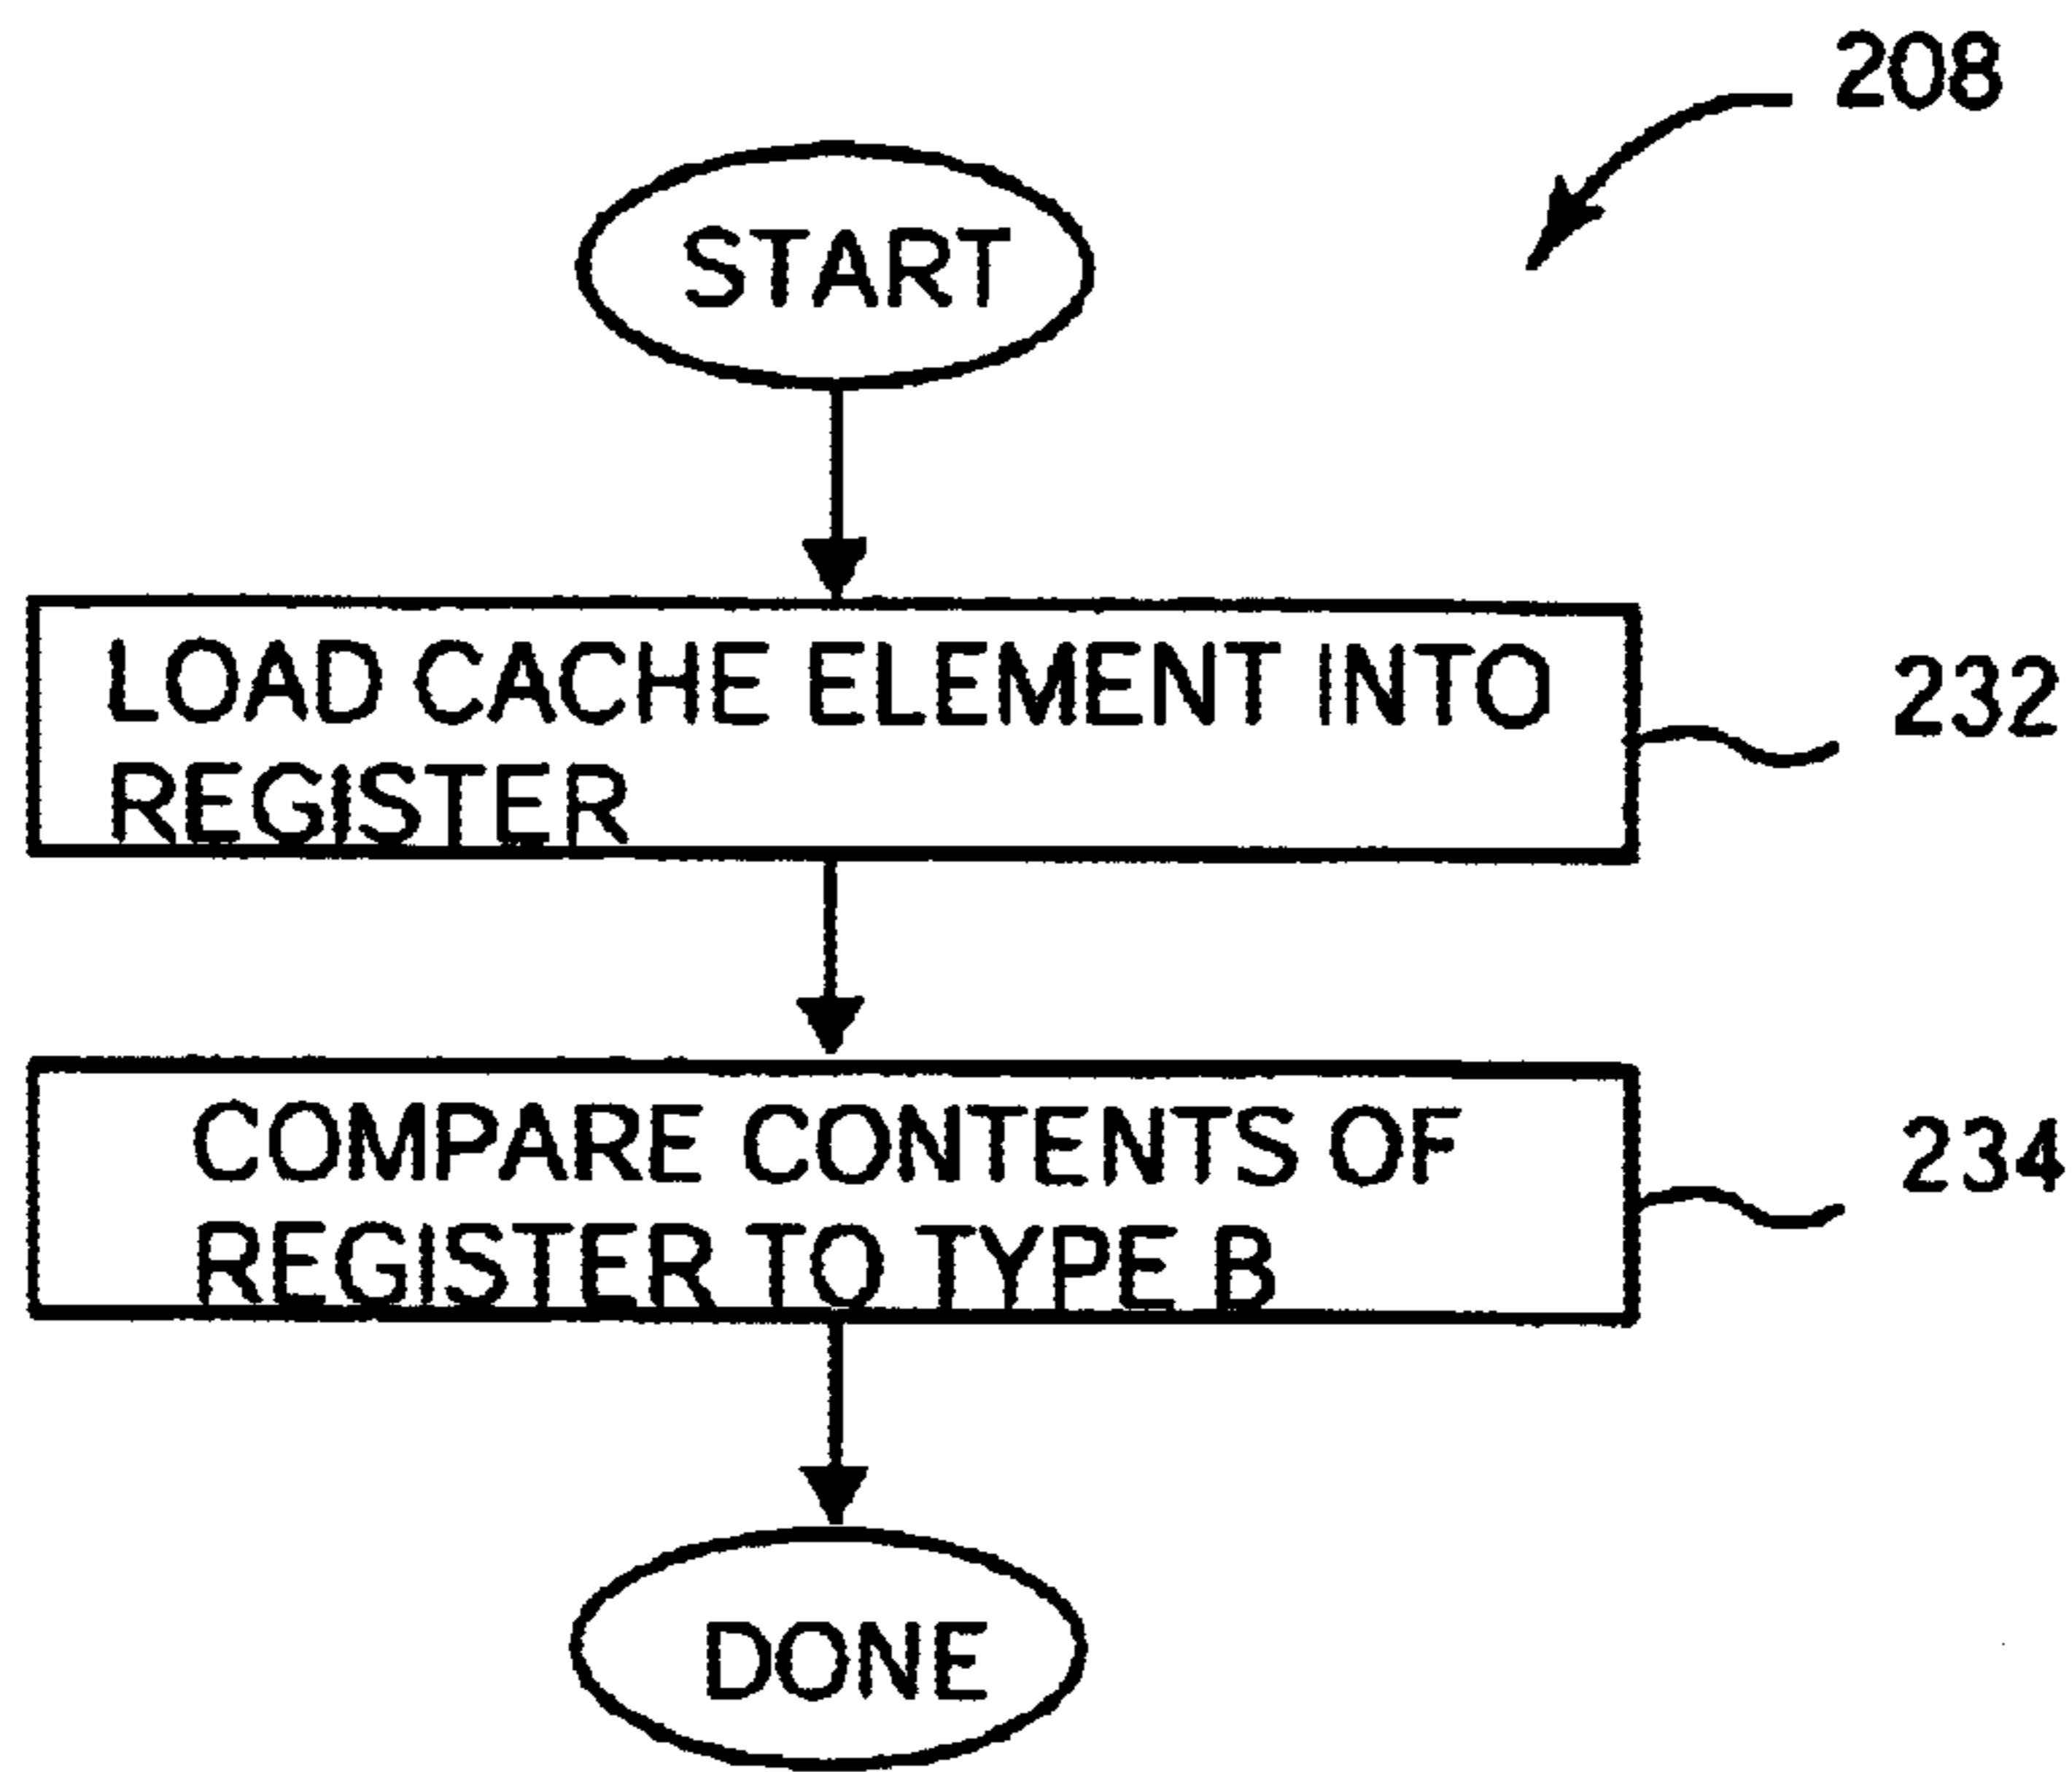 208
START
LOAD CACHE ELEMENT INTO
REGISTER
232
COMPARE CONTENTS OF
REGISTER TO TYPE B
234
DONE